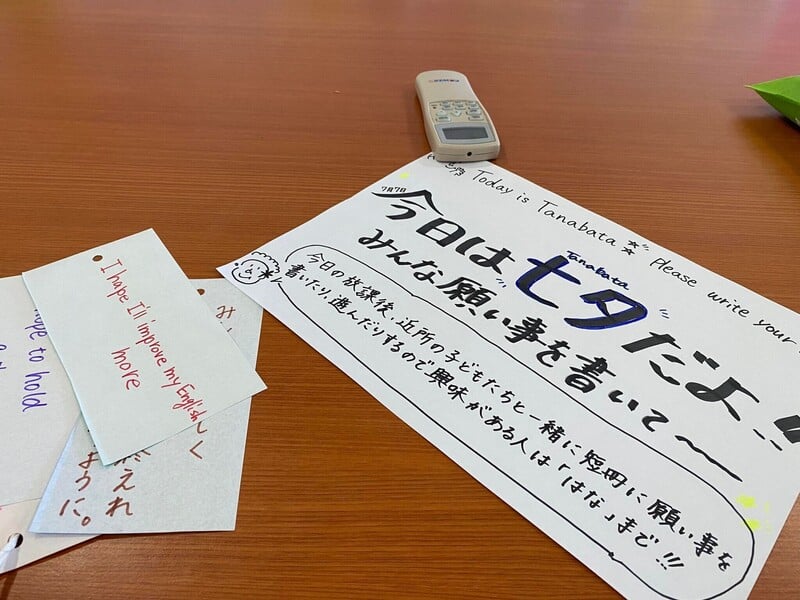 Today is Tanabata ☆ Please write your
7月7日
Tanabata
今日は七夕だよ!!
みんな願い事を書いて〜
今日の放課後、近所の子どもたちと一緒に短冊に願い事を
書いたり、遊んだりするので興味がある人は「はな」まで!!!
I hope I'll improve my English
more
to hold
み
く
えれ
ように。